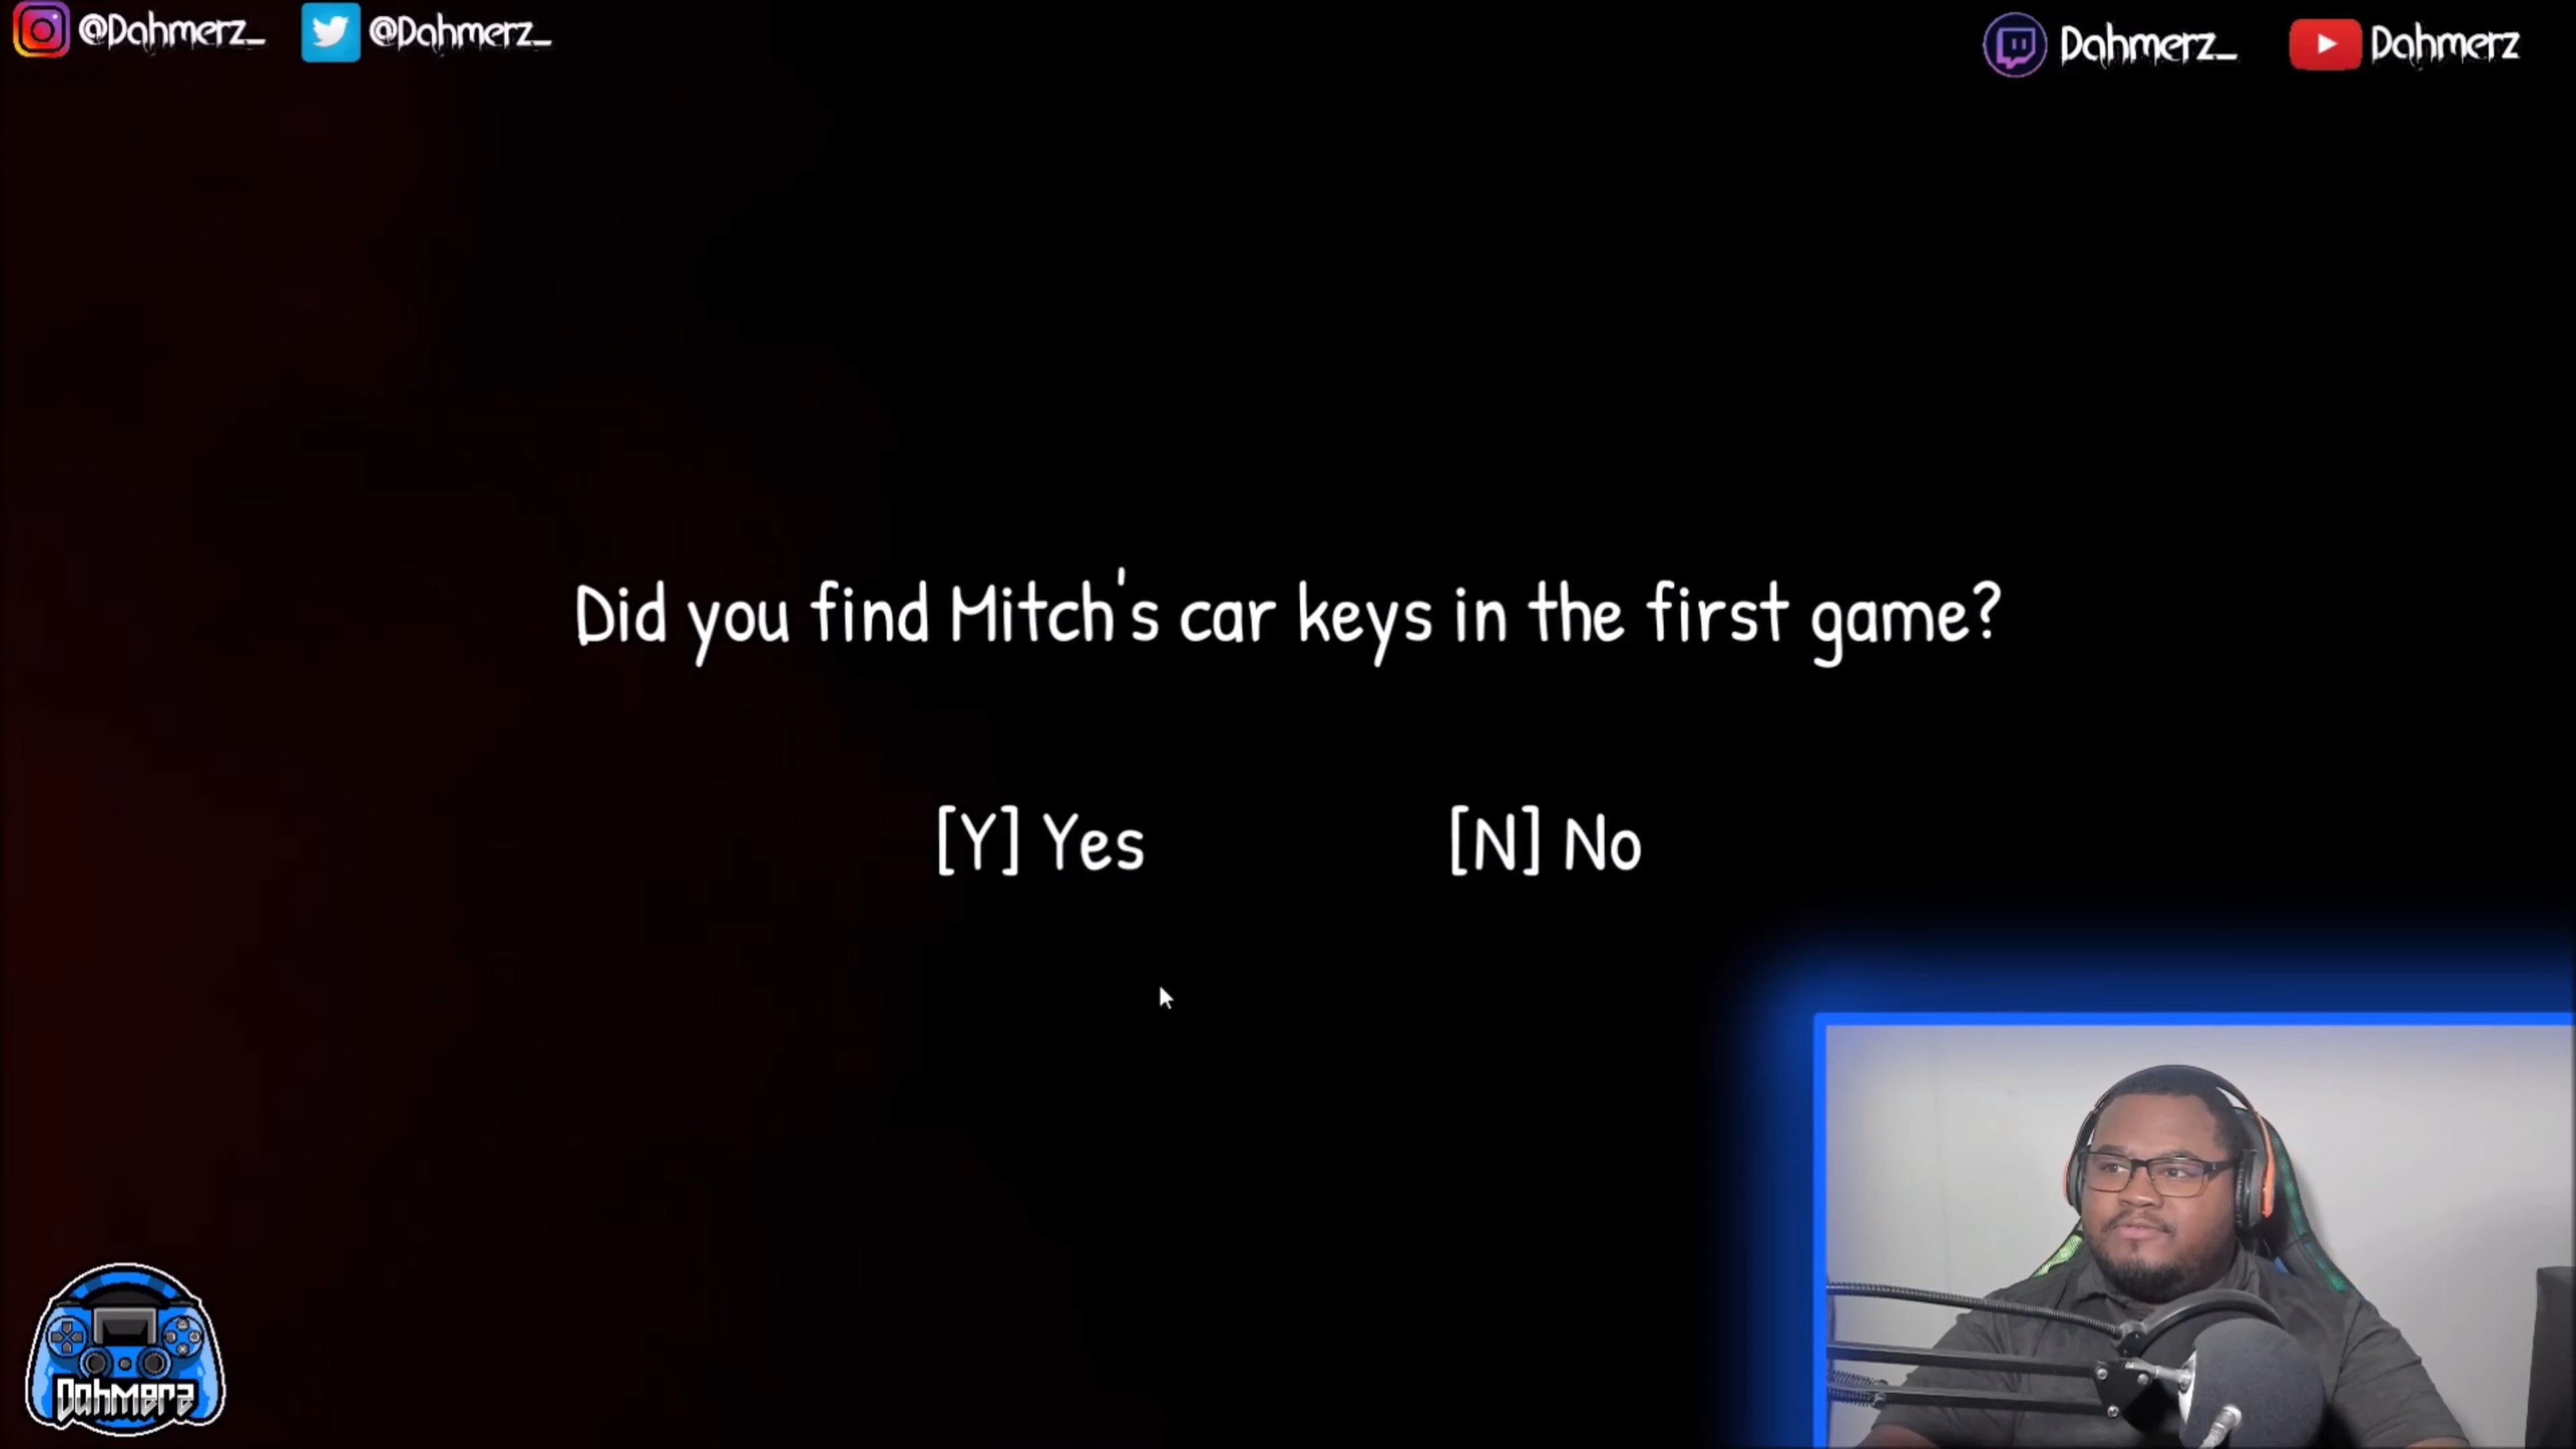 @Dahmerz_ @Dahmerz_ Dahmerz_ Dahmerz
Did you find Mitch's car keys in the first game?
[Y] Yes [N] No
Dahmerz